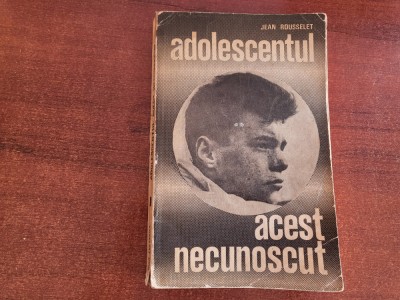 JEAN ROUSSELET
adolescentul
acest
necunoscut